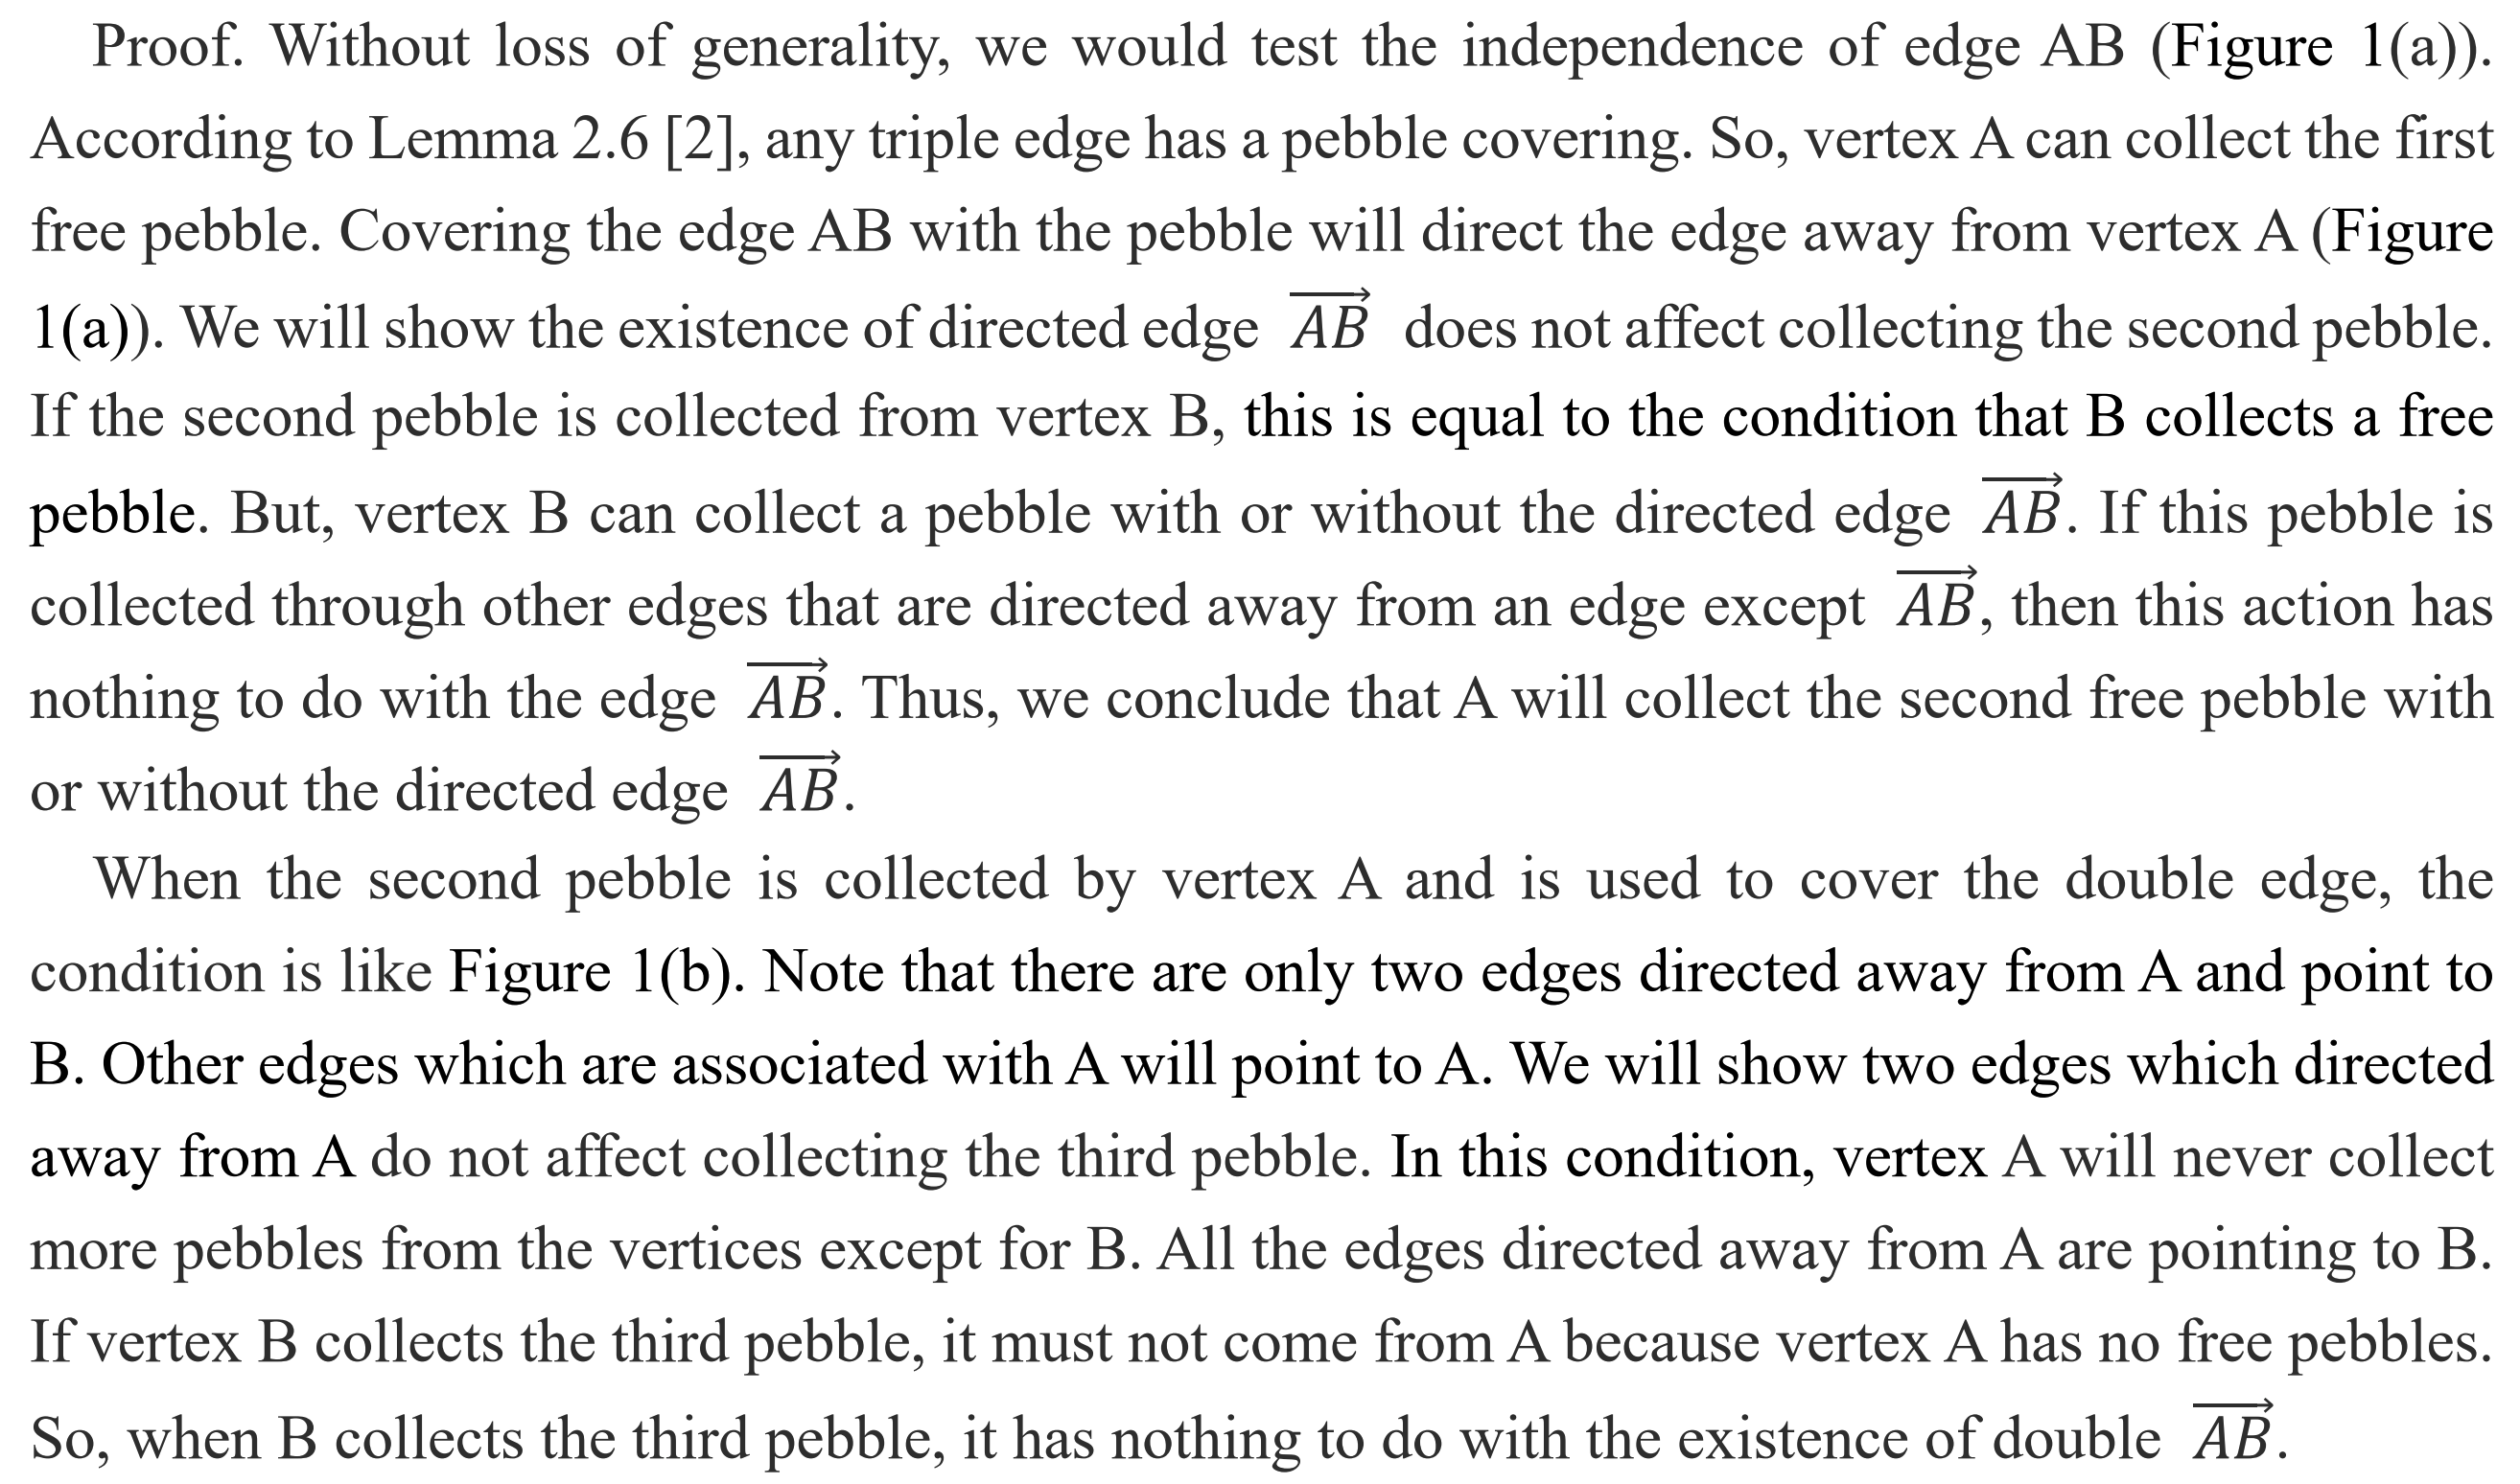 Proof. Without loss of generality, we would test the independence of edge AB (Figure 1(a)).
According to Lemma 2.6 [2], any triple edge has a pebble covering. So, vertex A can collect the first
free pebble. Covering the edge AB with the pebble will direct the edge away from vertex A (Figure
1(a)). We will show the existence of directed edge $\overrightarrow{AB}$ does not affect collecting the second pebble.
If the second pebble is collected from vertex B, this is equal to the condition that B collects a free
pebble. But, vertex B can collect a pebble with or without the directed edge $\overrightarrow{AB}$. If this pebble is
collected through other edges that are directed away from an edge except $\overrightarrow{AB}$, then this action has
nothing to do with the edge $\overrightarrow{AB}$. Thus, we conclude that A will collect the second free pebble with
or without the directed edge $\overrightarrow{AB}$.
When the second pebble is collected by vertex A and is used to cover the double edge, the
condition is like Figure 1(b). Note that there are only two edges directed away from A and point to
B. Other edges which are associated with A will point to A. We will show two edges which directed
away from A do not affect collecting the third pebble. In this condition, vertex A will never collect
more pebbles from the vertices except for B. All the edges directed away from A are pointing to B.
If vertex B collects the third pebble, it must not come from A because vertex A has no free pebbles.
So, when B collects the third pebble, it has nothing to do with the existence of double $\overrightarrow{AB}$.